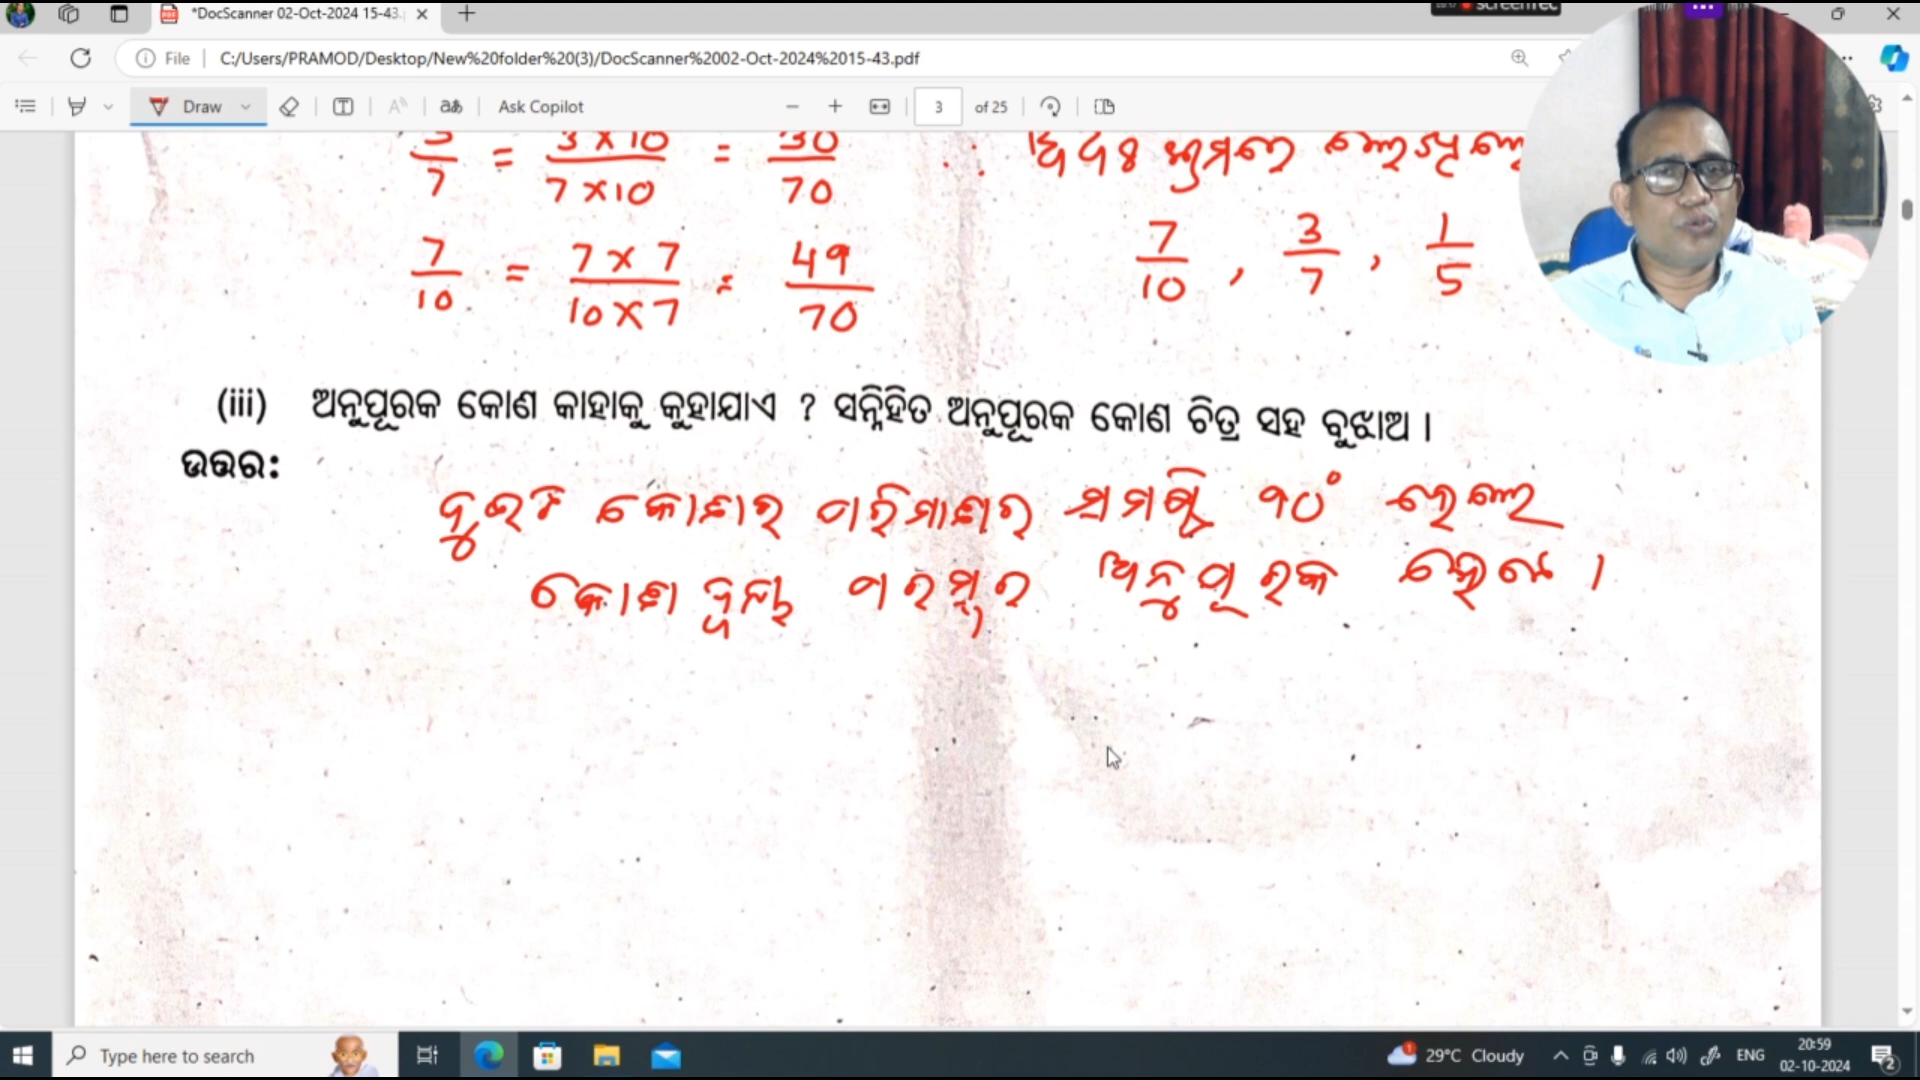 *DocScanner 02-Oct-2024 15-43.
File C:/Users/PRAMOD/Desktop/New%20folder%20(3)/DocScanner%2002-Oct-2024%2015-43.pdf
Draw Ask Copilot 3 of 25
3/7 = 3×10/7×10 = 30/70
7/10 = 7×7/10×7 = 49/70
7/10 , 3/7 , 1/5
(iii) ଅନୁପୂରକ କୋଣ କାହାକୁ କୁହାଯାଏ ? ସନ୍ନିହିତ ଅନୁପୂରକ କୋଣ ଚିତ୍ର ସହ ବୁଝାଅ ।
ଉତ୍ତର:
ଦୁଇଟି କୋଣର ପରିମାଣର ସମଷ୍ଟି ୯୦° ହେଲେ
କୋଣ ଦ୍ୱୟ ପରସ୍ପର ଅନୁପୂରକ ହେବେ ।
Type here to search
29°C Cloudy
ENG
20:59
02-10-2024
2